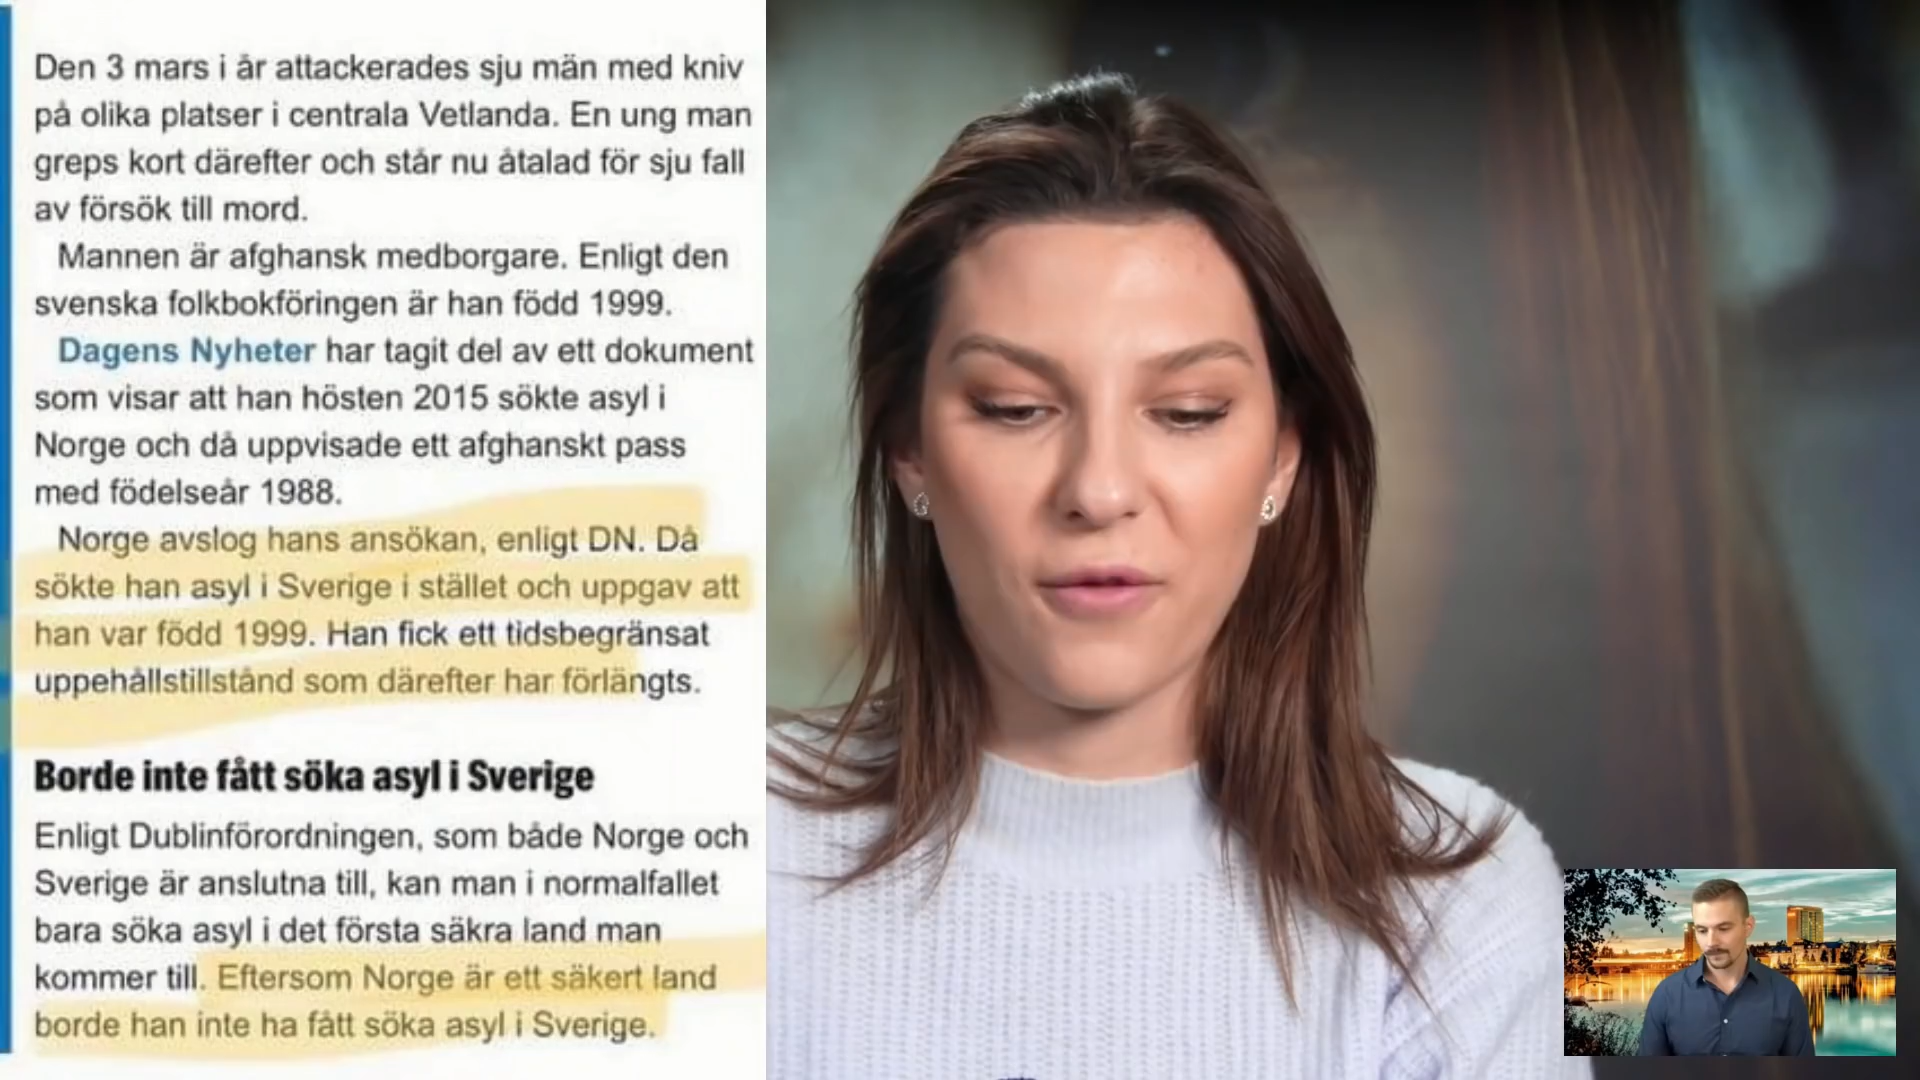 Den 3 mars i år attackerades sju män med kniv
på olika platser i centrala Vetlanda. En ung man
greps kort därefter och står nu åtalad för sju fall
av försök till mord.
Mannen är afghansk medborgare. Enligt den
svenska folkbokföringen är han född 1999.
Dagens Nyheter har tagit del av ett dokument
som visar att han hösten 2015 sökte asyl i
Norge och då uppvisade ett afghanskt pass
med födelseår 1988.
Norge avslog hans ansökan, enligt DN. Då
sökte han asyl i Sverige i stället och uppgav att
han var född 1999. Han fick ett tidsbegränsat
uppehållstillstånd som därefter har förlängts.
Borde inte fått söka asyl i Sverige
Enligt Dublinförordningen, som både Norge och
Sverige är anslutna till, kan man i normalfallet
bara söka asyl i det första säkra land man
kommer till. Eftersom Norge är ett säkert land
borde han inte ha fått söka asyl i Sverige.